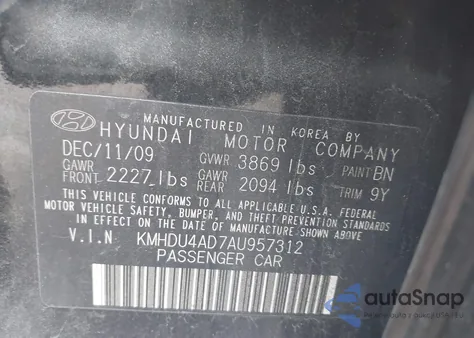 MANUFACTURED IN KOREA BY
HYUNDAI MOTOR COMPANY
DEC/11/09 GVWR 3869 lbs PAINT BN
GAWR FRONT 2227 lbs GAWR REAR 2094 lbs TRIM 9Y
THIS VEHICLE CONFORMS TO ALL APPLICABLE U.S.A. FEDERAL
MOTOR VEHICLE SAFETY, BUMPER, AND THEFT PREVENTION STANDARDS
IN EFFECT ON THE DATE OF MANUFACTURE SHOWN ABOVE.
V.I.N KMHDU4AD7AU957312
PASSENGER CAR
autaSnap